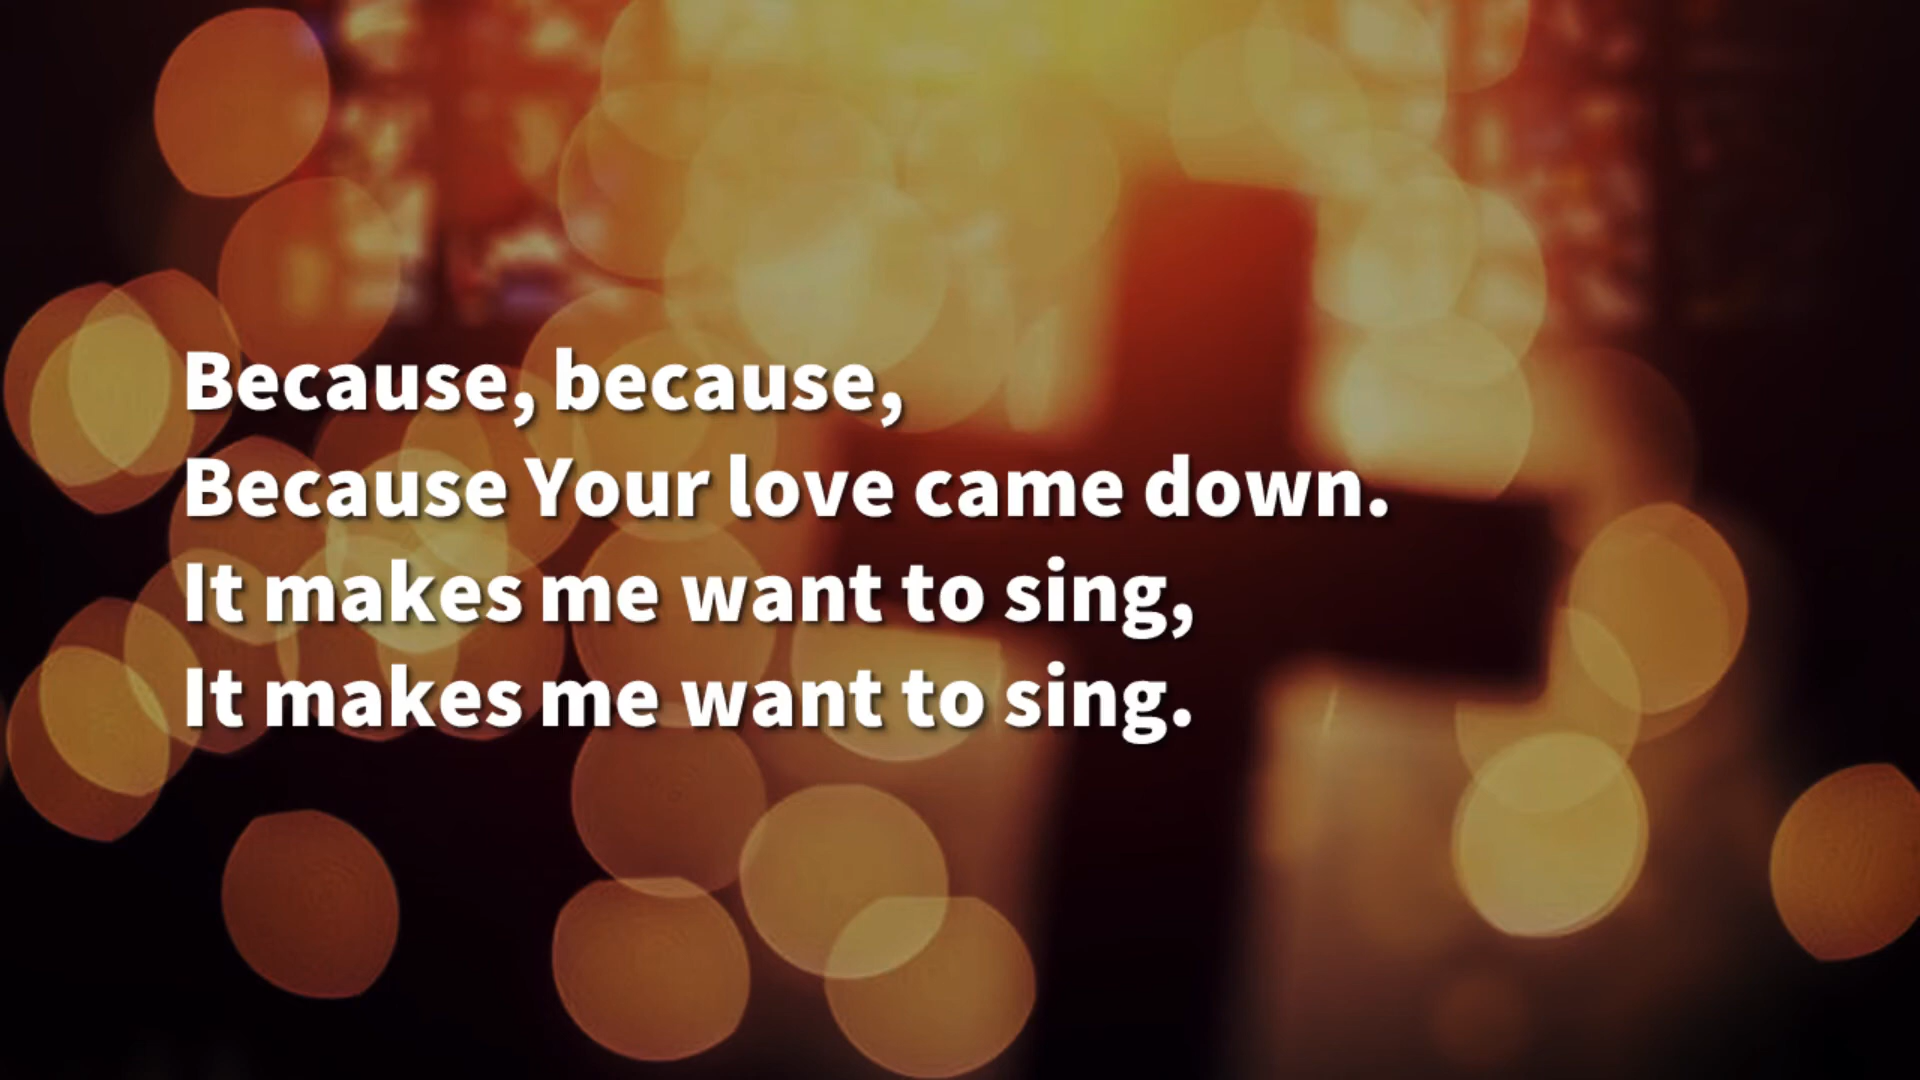 Because, because,
Because Your love came down.
It makes me want to sing,
It makes me want to sing.